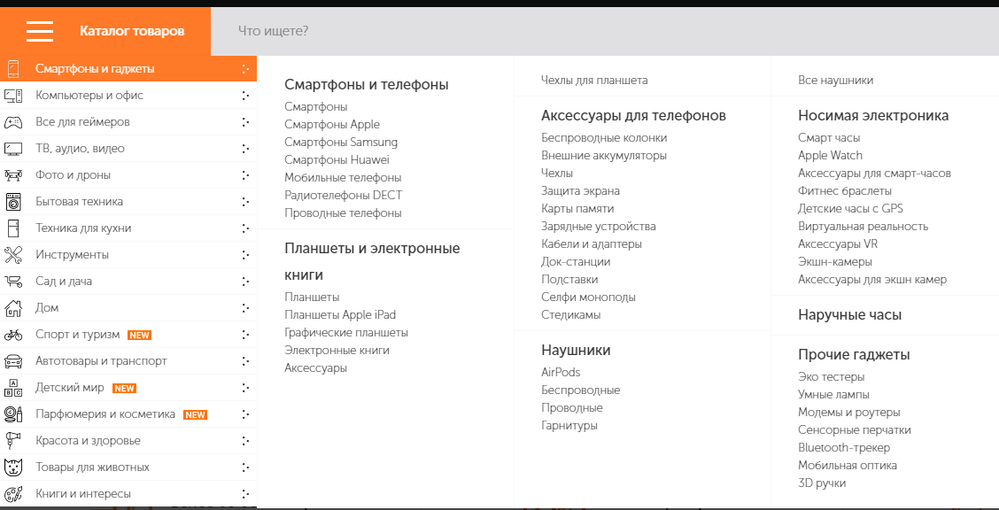 Каталог товаров
Что ищете?
Смартфоны и гаджеты
Компьютеры и офис
Все для геймеров
ТВ, аудио, видео
Фото и дроны
Бытовая техника
Техника для кухни
Инструменты
Сад и дача
Дом
Спорт и туризм NEW
Автотовары и транспорт
Детский мир NEW
Парфюмерия и косметика NEW
Красота и здоровье
Товары для животных
Книги и интересы
Смартфоны и телефоны
Смартфоны
Смартфоны Apple
Смартфоны Samsung
Смартфоны Huawei
Мобильные телефоны
Радиотелефоны DECT
Проводные телефоны
Планшеты и электронные
книги
Планшеты
Планшеты Apple iPad
Графические планшеты
Электронные книги
Аксессуары
Чехлы для планшета
Аксессуары для телефонов
Беспроводные колонки
Внешние аккумуляторы
Чехлы
Защита экрана
Карты памяти
Зарядные устройства
Кабели и адаптеры
Док-станции
Подставки
Селфи моноподы
Стедикамы
Наушники
AirPods
Беспроводные
Проводные
Гарнитуры
Все наушники
Носимая электроника
Смарт часы
Apple Watch
Аксессуары для смарт-часов
Фитнес браслеты
Детские часы с GPS
Виртуальная реальность
Аксессуары VR
Экшн-камеры
Аксессуары для экшн камер
Наручные часы
Прочие гаджеты
Эко тестеры
Умные лампы
Модемы и роутеры
Сенсорные перчатки
Bluetooth-трекер
Мобильная оптика
3D ручки